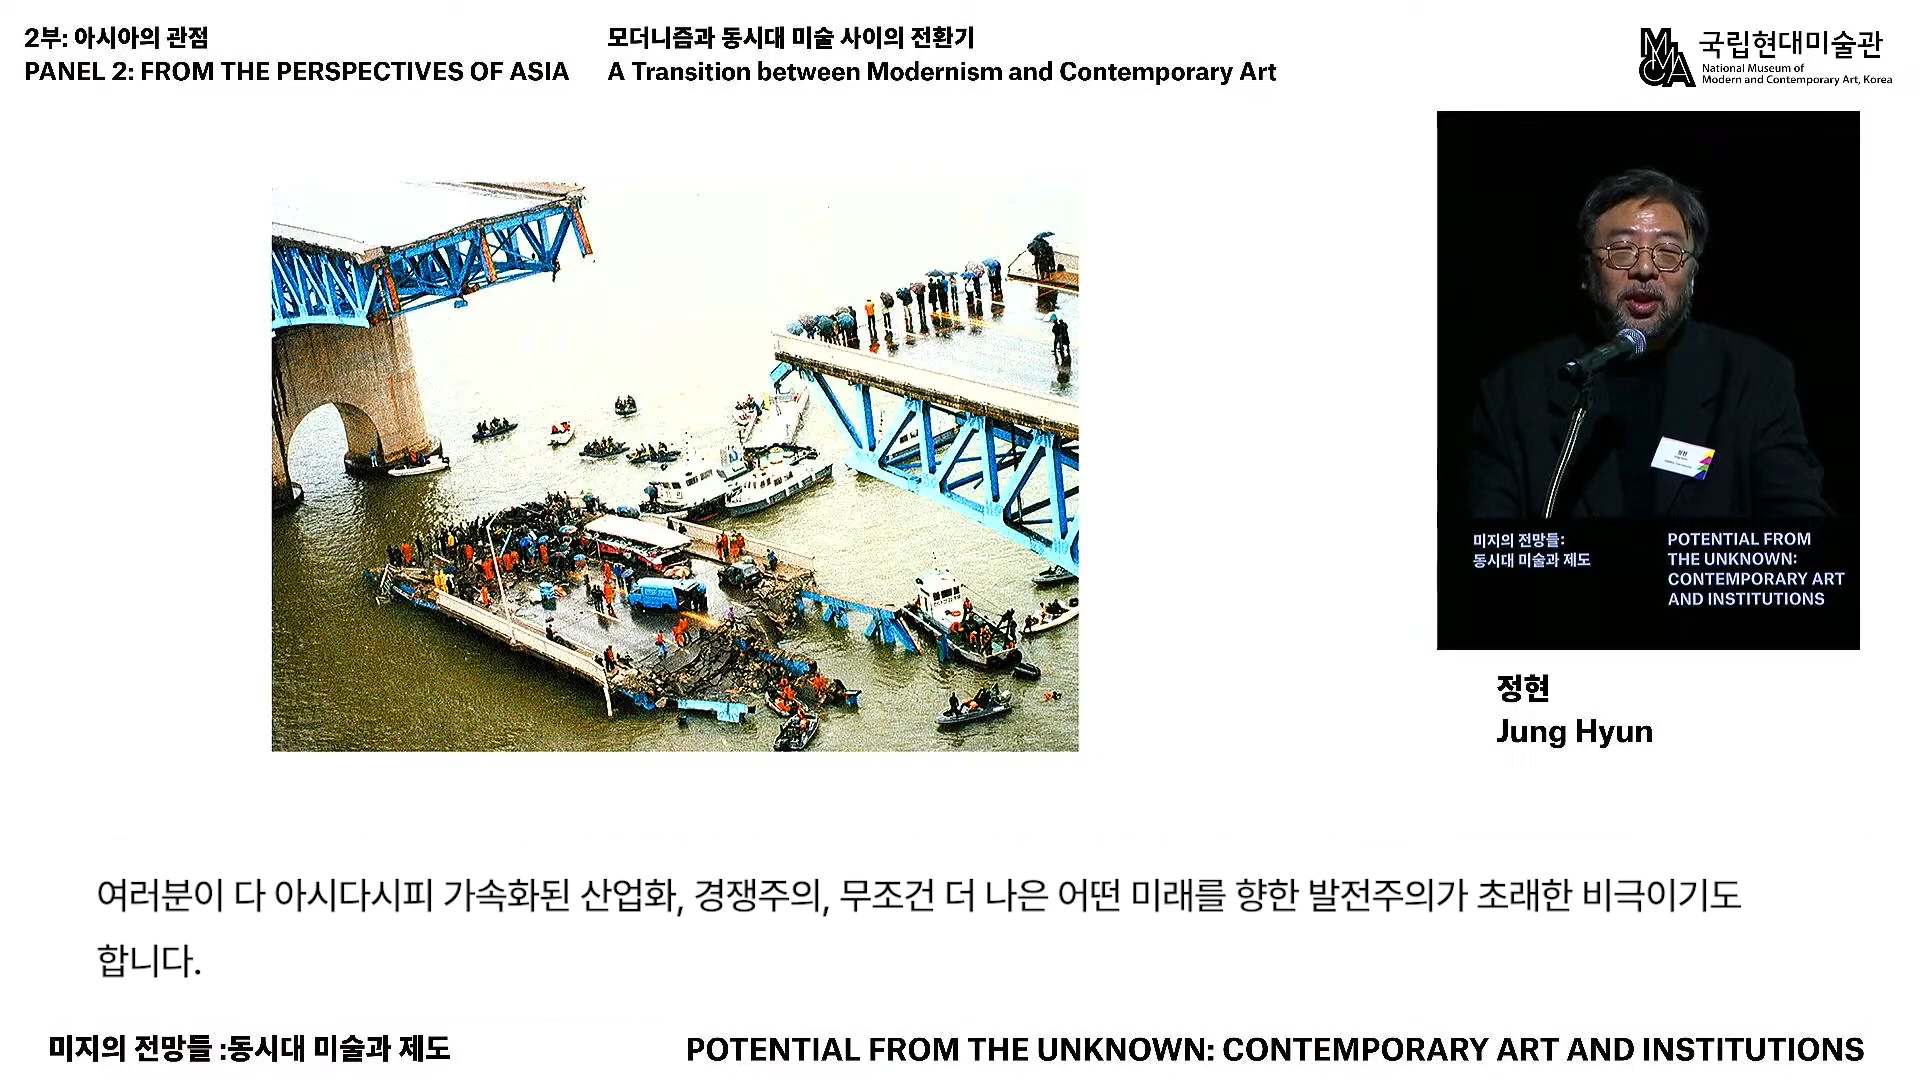 2부: 아시아의 관점
PANEL 2: FROM THE PERSPECTIVES OF ASIA
모더니즘과 동시대 미술 사이의 전환기
A Transition between Modernism and Contemporary Art
MMCA
국립현대미술관
National Museum of
Modern and Contemporary Art, Korea
정현
미지의 전망들:
동시대 미술과 제도
POTENTIAL FROM
THE UNKNOWN:
CONTEMPORARY ART
AND INSTITUTIONS
정현
Jung Hyun
여러분이 다 아시다시피 가속화된 산업화, 경쟁주의, 무조건 더 나은 어떤 미래를 향한 발전주의가 초래한 비극이기도
합니다.
미지의 전망들 :동시대 미술과 제도
POTENTIAL FROM THE UNKNOWN: CONTEMPORARY ART AND INSTITUTIONS